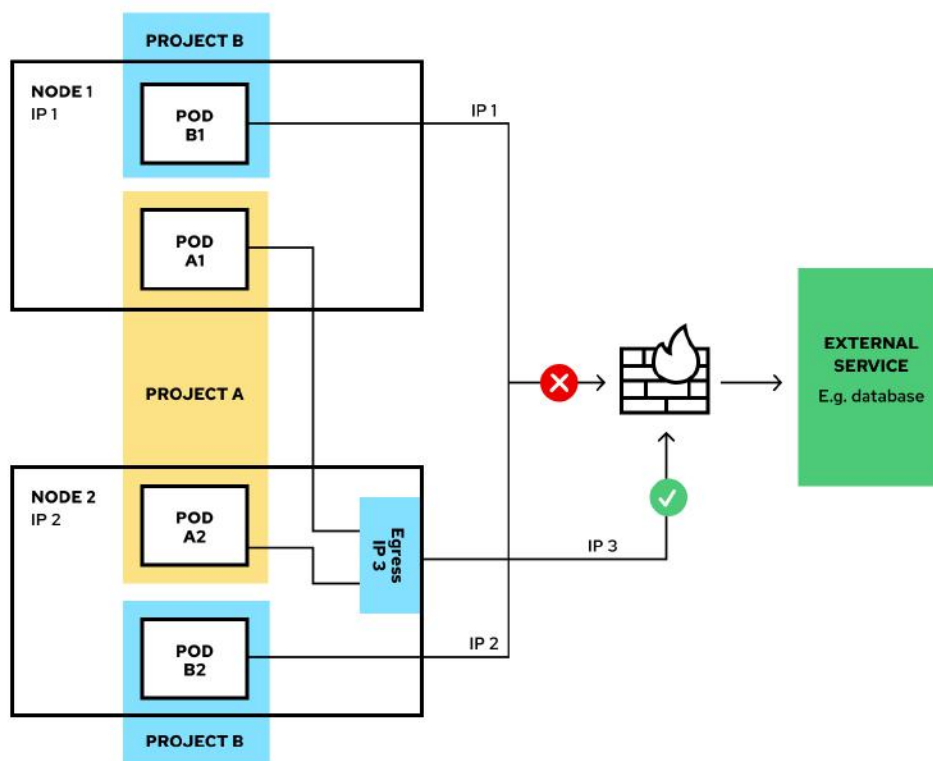 PROJECT B
NODE 1
IP 1
POD
B1
IP 1
POD
A1
PROJECT A
EXTERNAL
SERVICE
E.g. database
NODE 2
IP 2
POD
A2
Egress
IP 3
IP 3
POD
B2
IP 2
PROJECT B